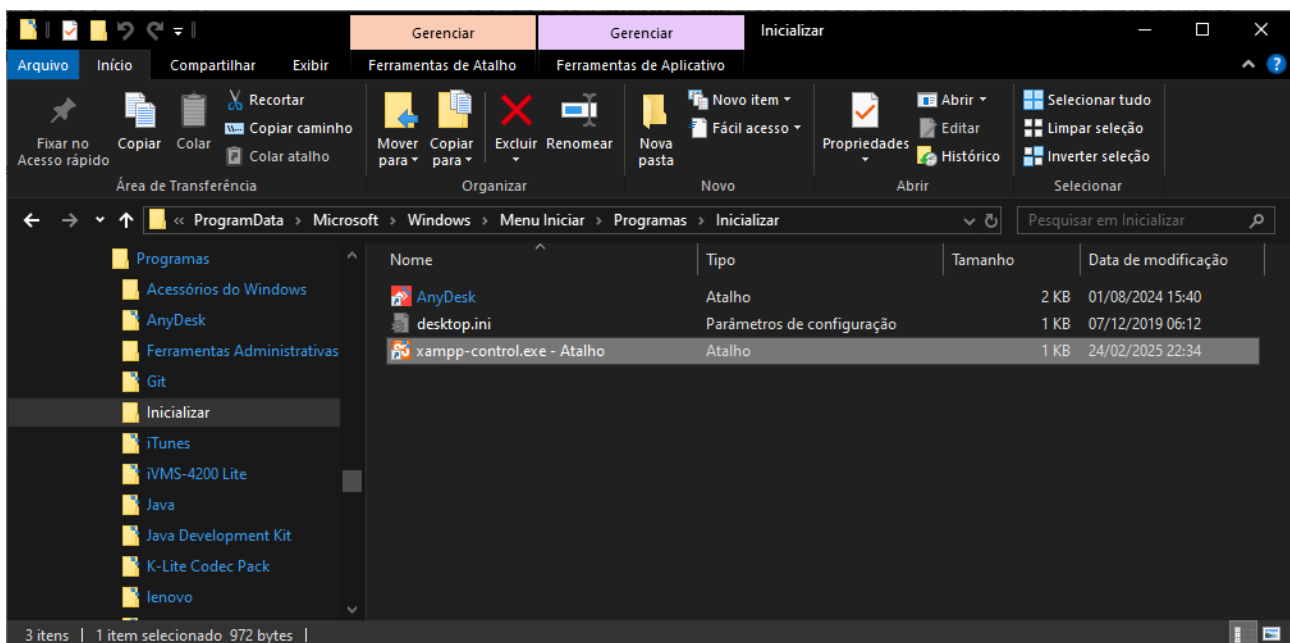 Gerenciar Gerenciar Inicializar
Arquivo Início Compartilhar Exibir Ferramentas de Atalho Ferramentas de Aplicativo
Fixar no Acesso rápido
Copiar
Colar
Recortar
Copiar caminho
Colar atalho
Área de Transferência
Mover para
Copiar para
Excluir
Renomear
Organizar
Nova pasta
Novo item
Fácil acesso
Novo
Propriedades
Abrir
Editar
Histórico
Abrir
Selecionar tudo
Limpar seleção
Inverter seleção
Selecionar
« ProgramData > Microsoft > Windows > Menu Iniciar > Programas > Inicializar
Pesquisar em Inicializar
Programas
Acessórios do Windows
AnyDesk
Ferramentas Administrativas
Git
Inicializar
iTunes
iVMS-4200 Lite
Java
Java Development Kit
K-Lite Codec Pack
lenovo
Nome Tipo Tamanho Data de modificação
AnyDesk Atalho 2 KB 01/08/2024 15:40
desktop.ini Parâmetros de configuração 1 KB 07/12/2019 06:12
xampp-control.exe - Atalho Atalho 1 KB 24/02/2025 22:34
3 itens | 1 item selecionado 972 bytes |